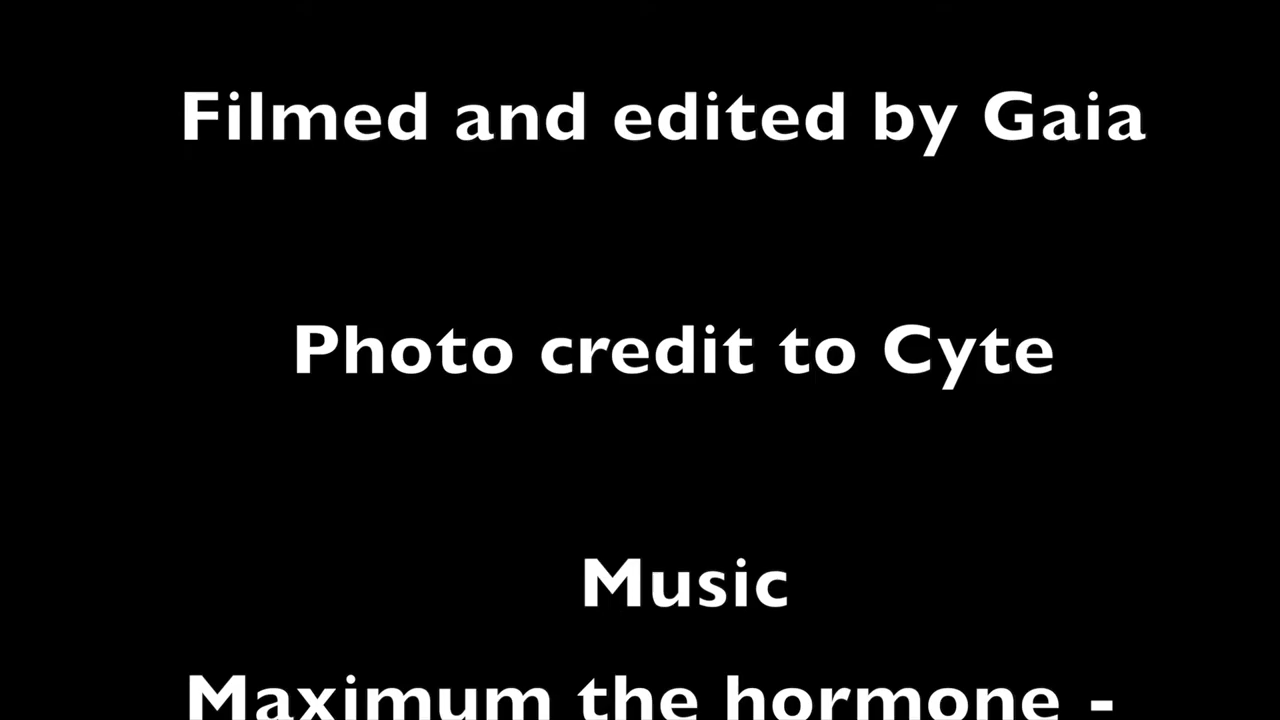 Filmed and edited by Gaia
Photo credit to Cyte
Music
Maximum the hormone -